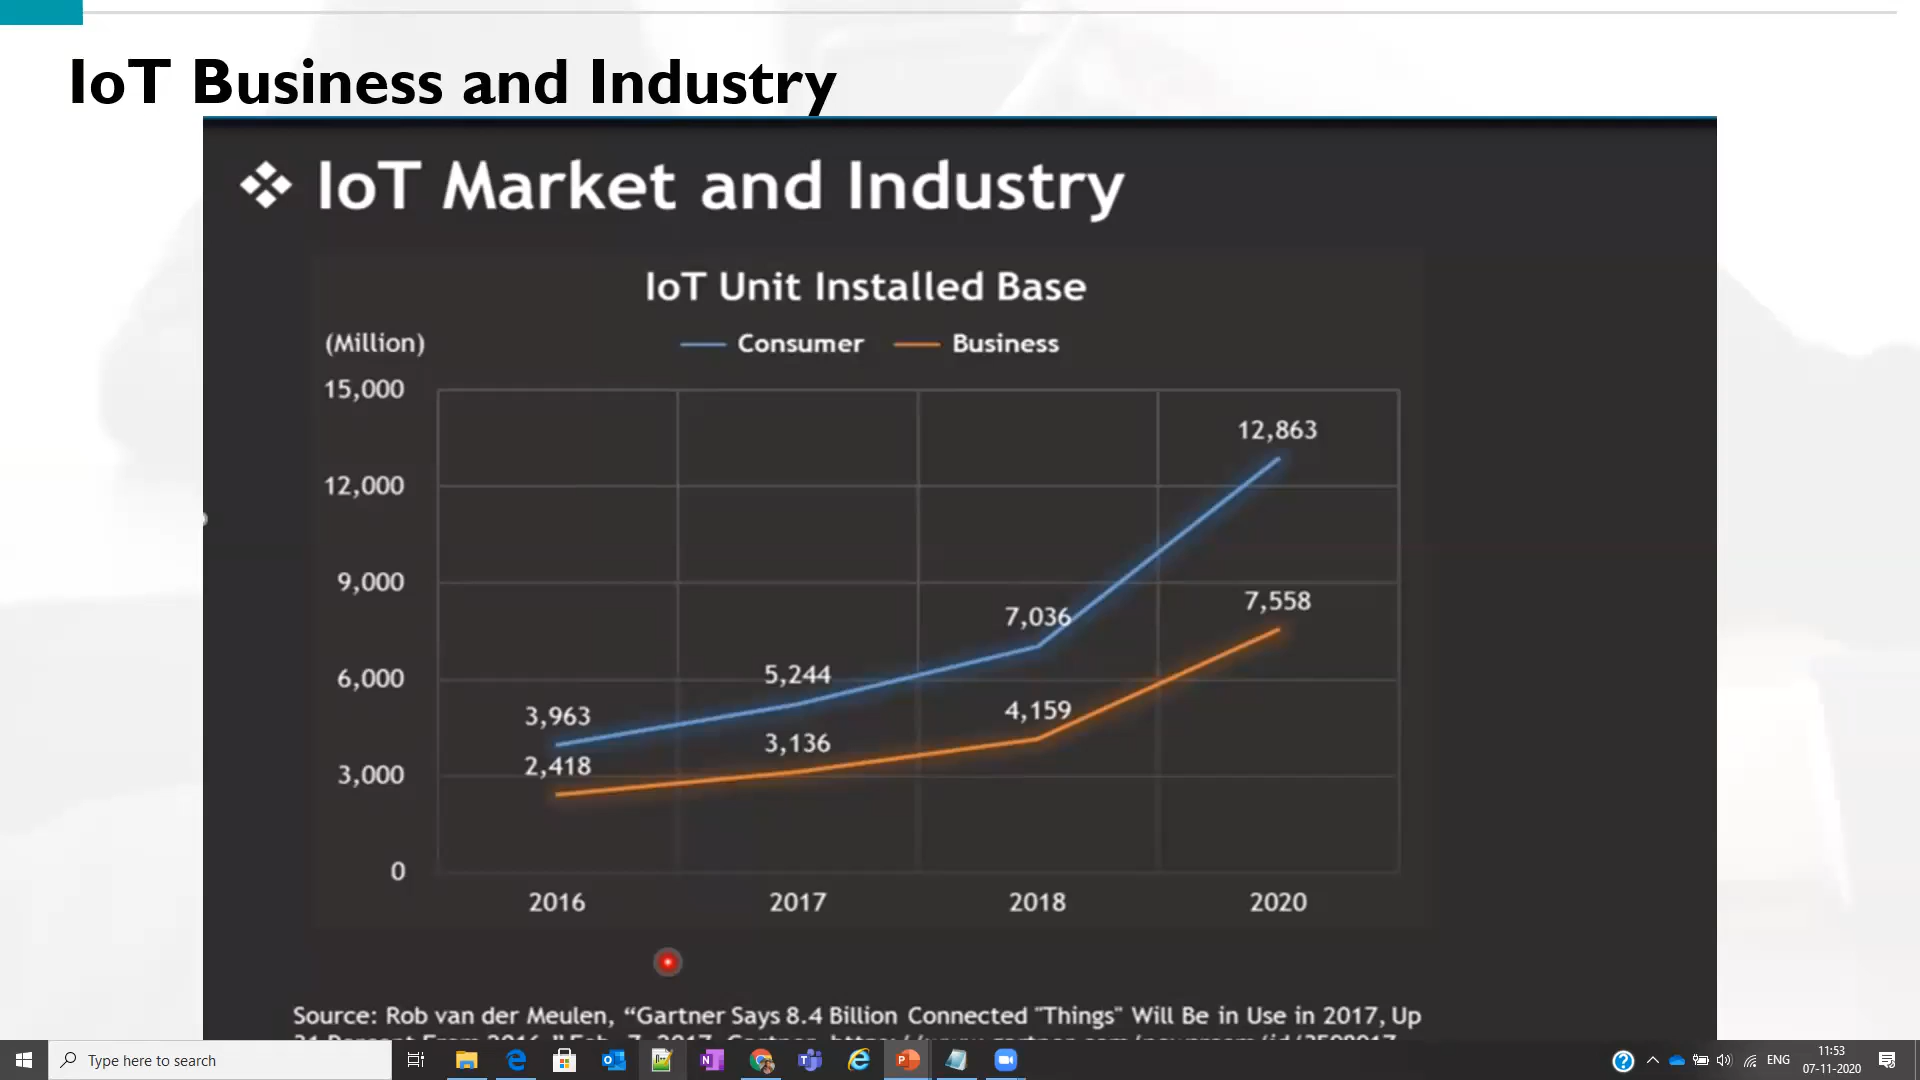 IoT Business and Industry
IoT Market and Industry
IoT Unit Installed Base
(Million)
Consumer
Business
15,000
12,863
12,000
9,000
7,558
7,036
6,000
5,244
4,159
3,963
3,136
3,000
2,418
0
2016
2017
2018
2020
Source: Rob van der Meulen, “Gartner Says 8.4 Billion Connected "Things" Will Be in Use in 2017, Up
Type here to search
ENG
11:53
07-11-2020